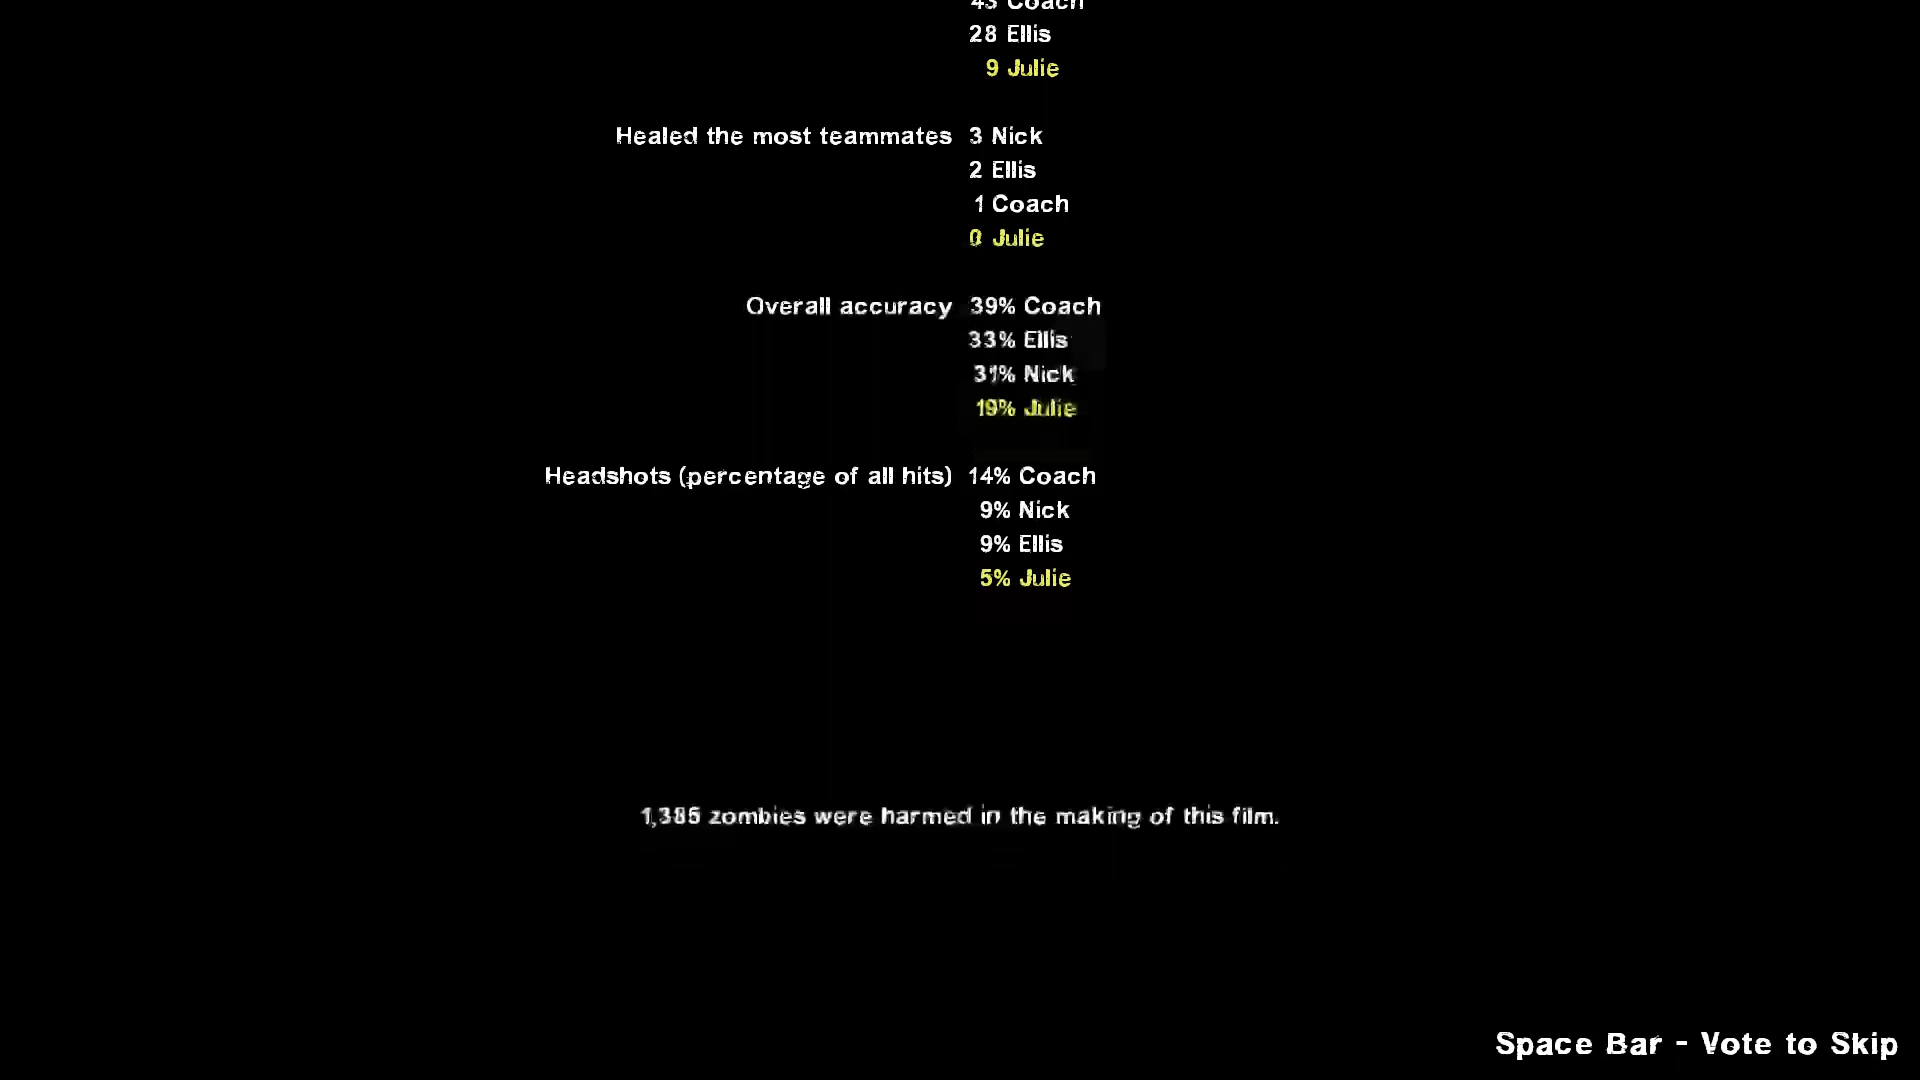 43 Coach
28 Ellis
9 Julie
Healed the most teammates 3 Nick
2 Ellis
1 Coach
0 Julie
Overall accuracy 39% Coach
33% Ellis
31% Nick
19% Julie
Headshots (percentage of all hits) 14% Coach
9% Nick
9% Ellis
5% Julie
zombies were harmed in the making of this film.
Space Bar - Vote to Skip